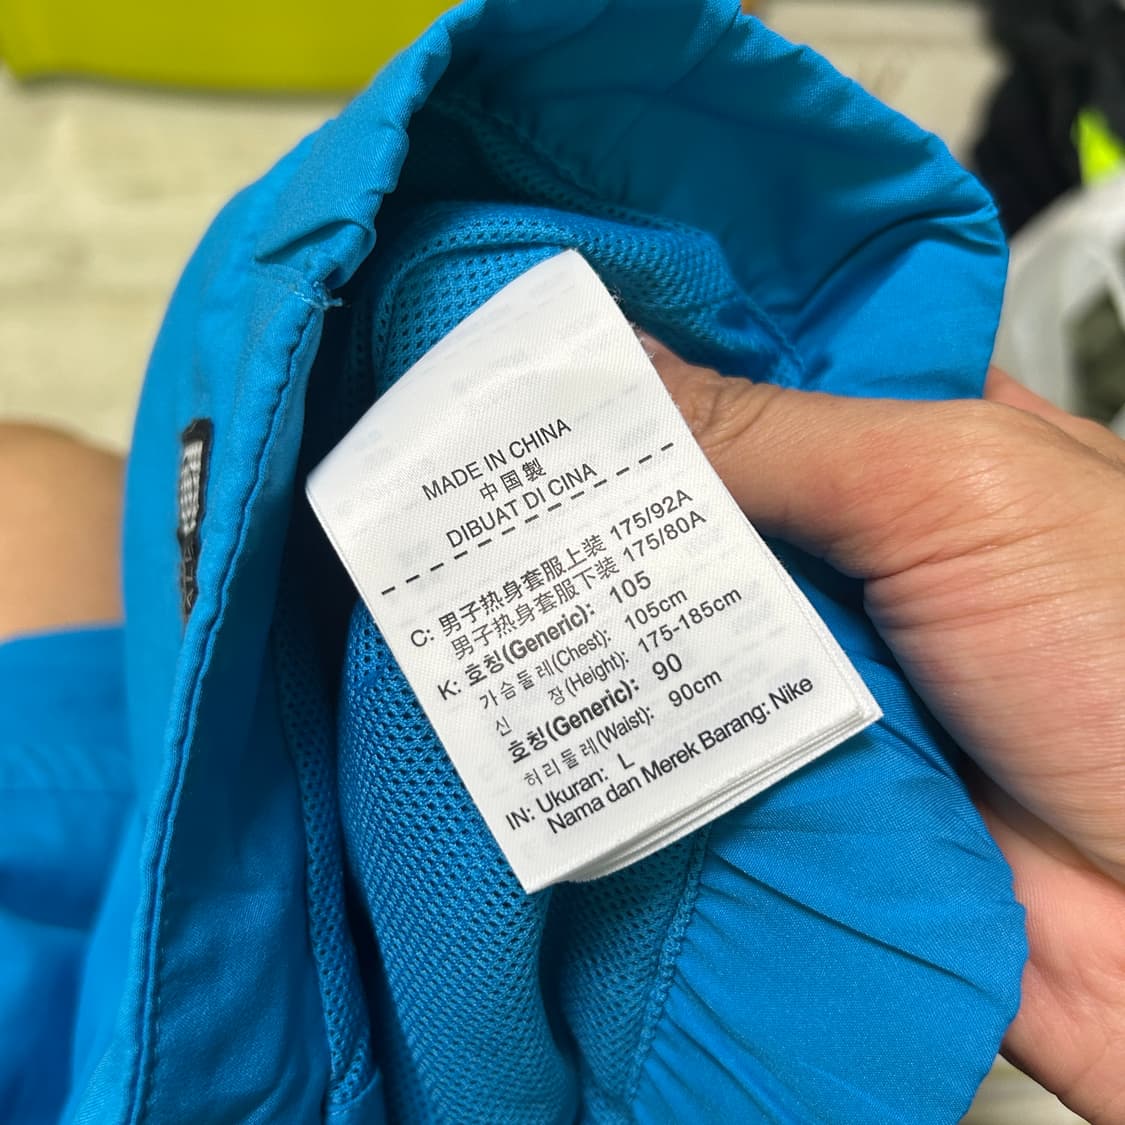 MADE IN CHINA
中国製
DIBUAT DI CINA
C: 男子热身套服上装 175/92A
男子热身套服下装 175/80A
K: 호칭(Generic): 105
가슴둘레(Chest): 105cm
신 장(Height): 175-185cm
호칭(Generic): 90
허리둘레(Waist): 90cm
IN: Ukuran: L
Nama dan Merek Barang: Nike